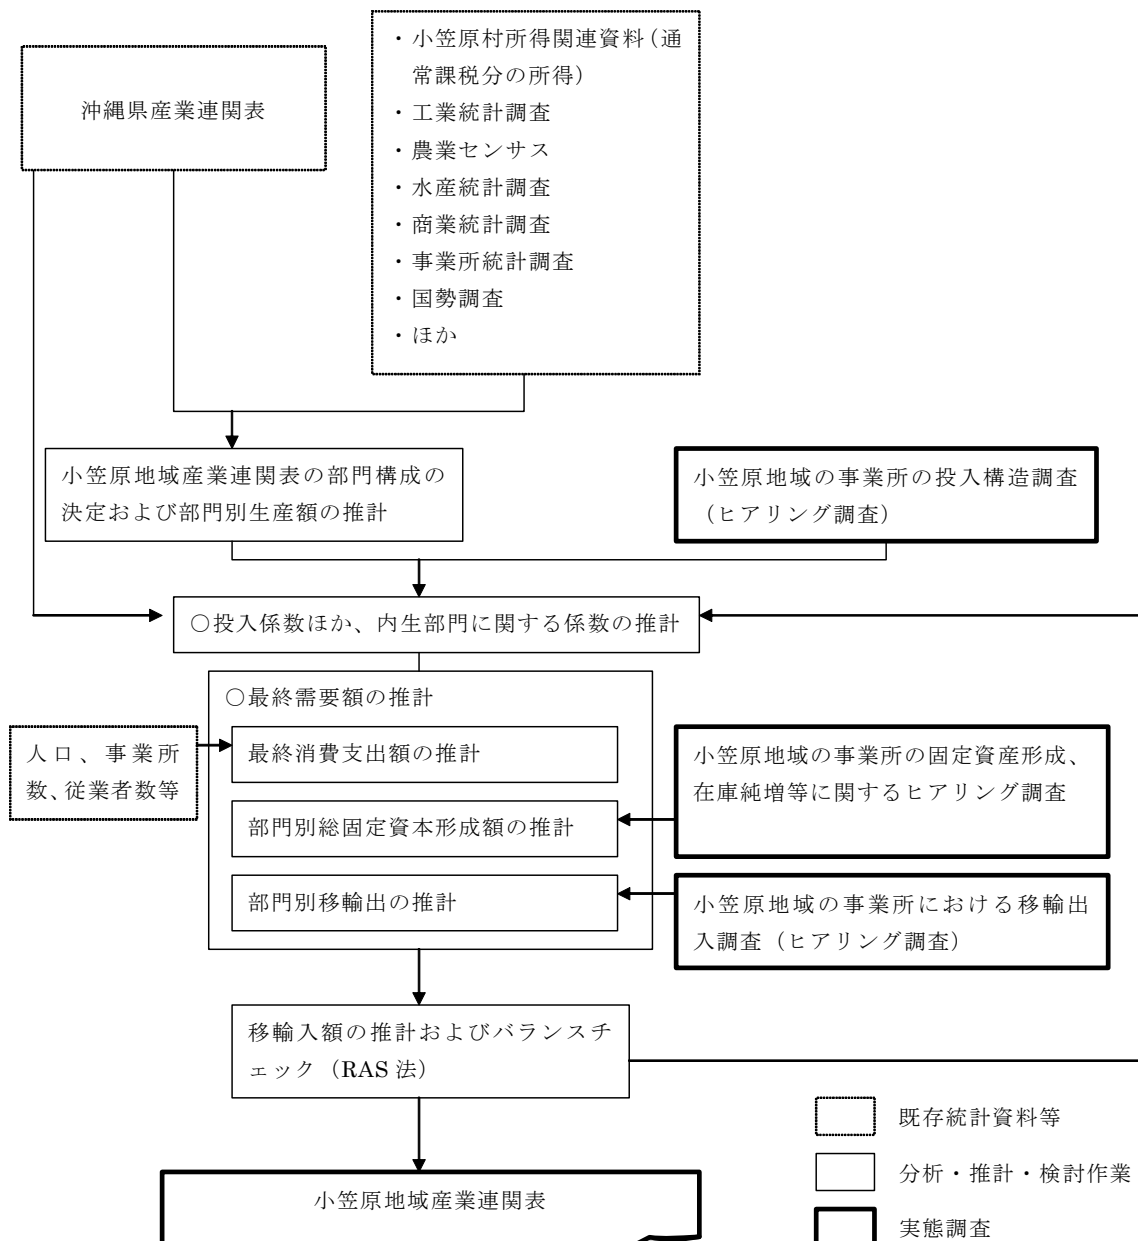 沖縄県産業連関表
・小笠原村所得関連資料（通
常課税分の所得）
・工業統計調査
・農業センサス
・水産統計調査
・商業統計調査
・事業所統計調査
・国勢調査
・ほか
小笠原地域産業連関表の部門構成の
決定および部門別生産額の推計
小笠原地域の事業所の投入構造調査
（ヒアリング調査）
○投入係数ほか、内生部門に関する係数の推計
○最終需要額の推計
人口、事業所
数、従業者数等
最終消費支出額の推計
小笠原地域の事業所の固定資産形成、
在庫純増等に関するヒアリング調査
部門別総固定資本形成額の推計
部門別移輸出の推計
小笠原地域の事業所における移輸出
入調査（ヒアリング調査）
移輸入額の推計およびバランスチ
ェック（RAS 法）
小笠原地域産業連関表
既存統計資料等
分析・推計・検討作業
実態調査